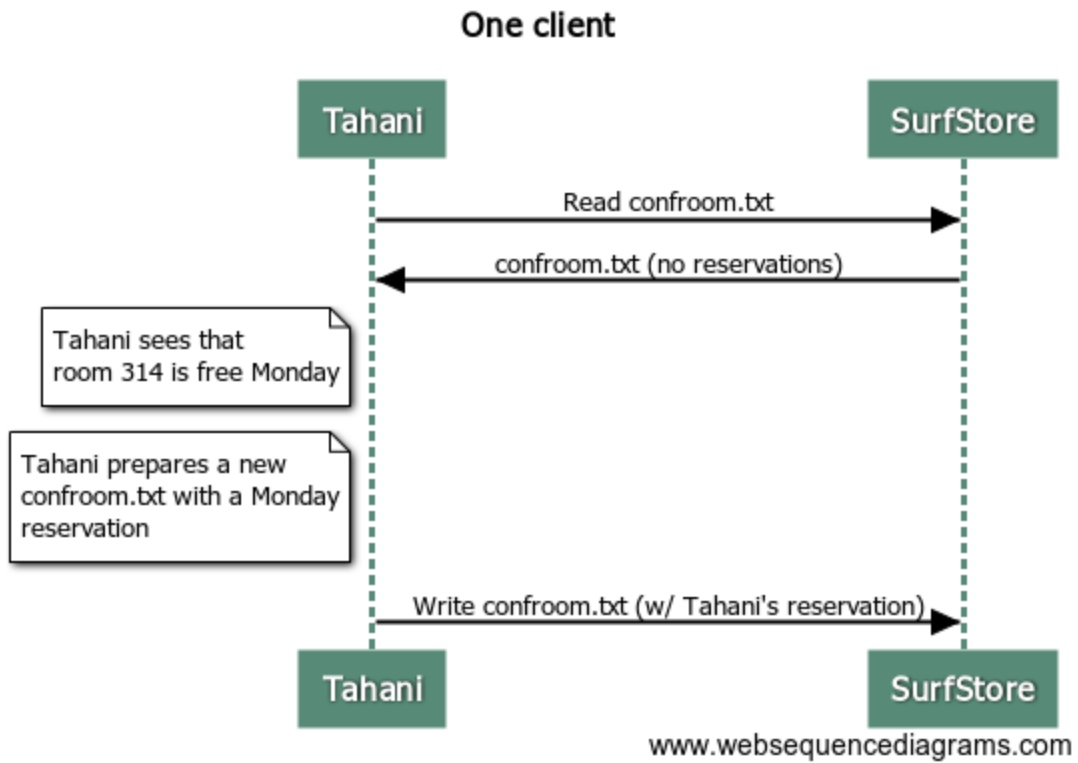 One client
Tahani
SurfStore
Read confroom.txt
confroom.txt (no reservations)
Tahani sees that
room 314 is free Monday
Tahani prepares a new
confroom.txt with a Monday
reservation
Write confroom.txt (w/ Tahani's reservation)
Tahani
SurfStore
www.websequencediagrams.com